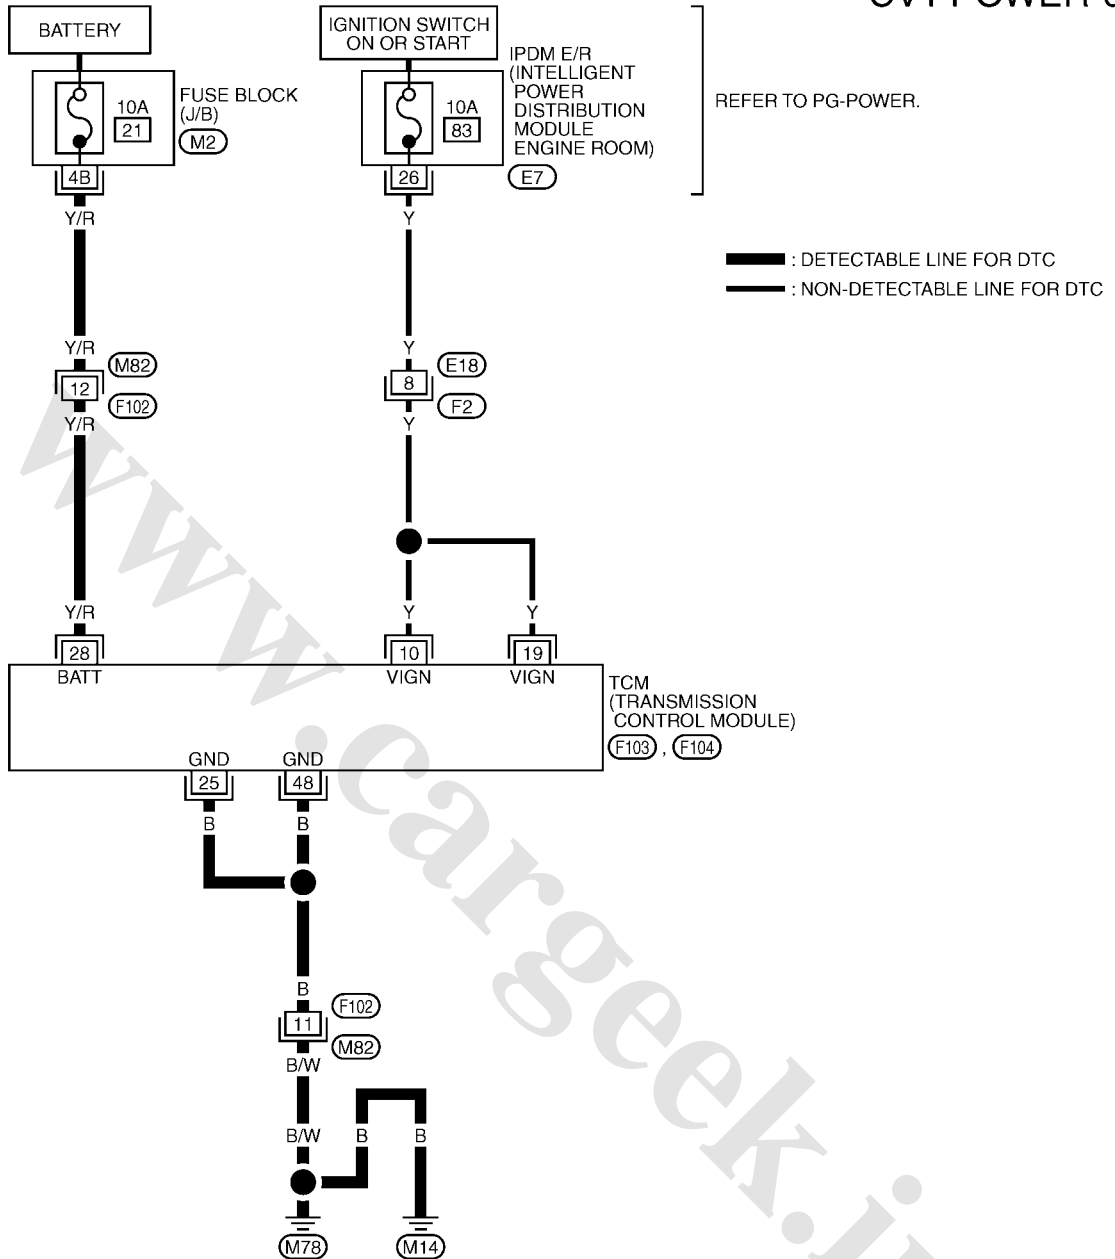 CVT POWER
BATTERY
IGNITION SWITCH
ON OR START
IPDM E/R
(INTELLIGENT
POWER
DISTRIBUTION
MODULE
ENGINE ROOM)
E7
FUSE BLOCK
(J/B)
M2
10A
21
10A
83
REFER TO PG-POWER.
4B
26
Y/R
Y
: DETECTABLE LINE FOR DTC
: NON-DETECTABLE LINE FOR DTC
Y/R
Y
M82
E18
12
8
F102
F2
Y/R
Y
Y/R
Y
Y
28
10
19
BATT
VIGN
VIGN
TCM
(TRANSMISSION
CONTROL MODULE)
F103 , F104
GND
GND
25
48
B
B
B
F102
11
M82
B/W
B/W
B
B
M78
M14
www.cargeek.